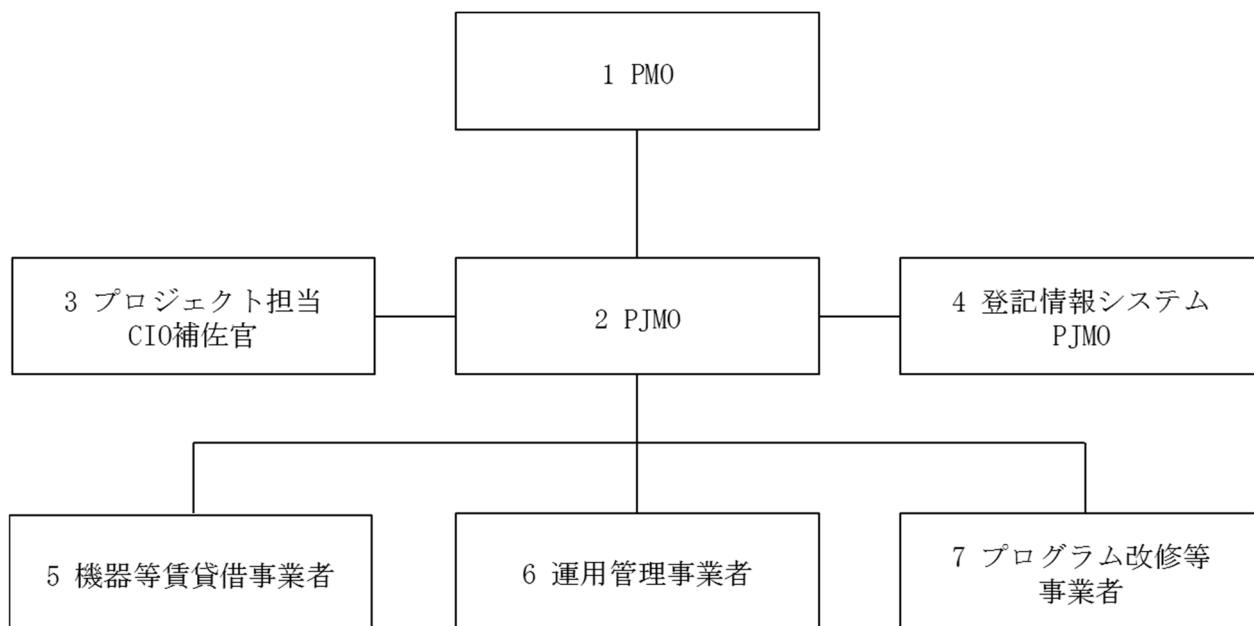 1 PMO
3 プロジェクト担当
CIO補佐官
2 PJMO
4 登記情報システム
PJMO
5 機器等賃貸借事業者
6 運用管理事業者
7 プログラム改修等
事業者